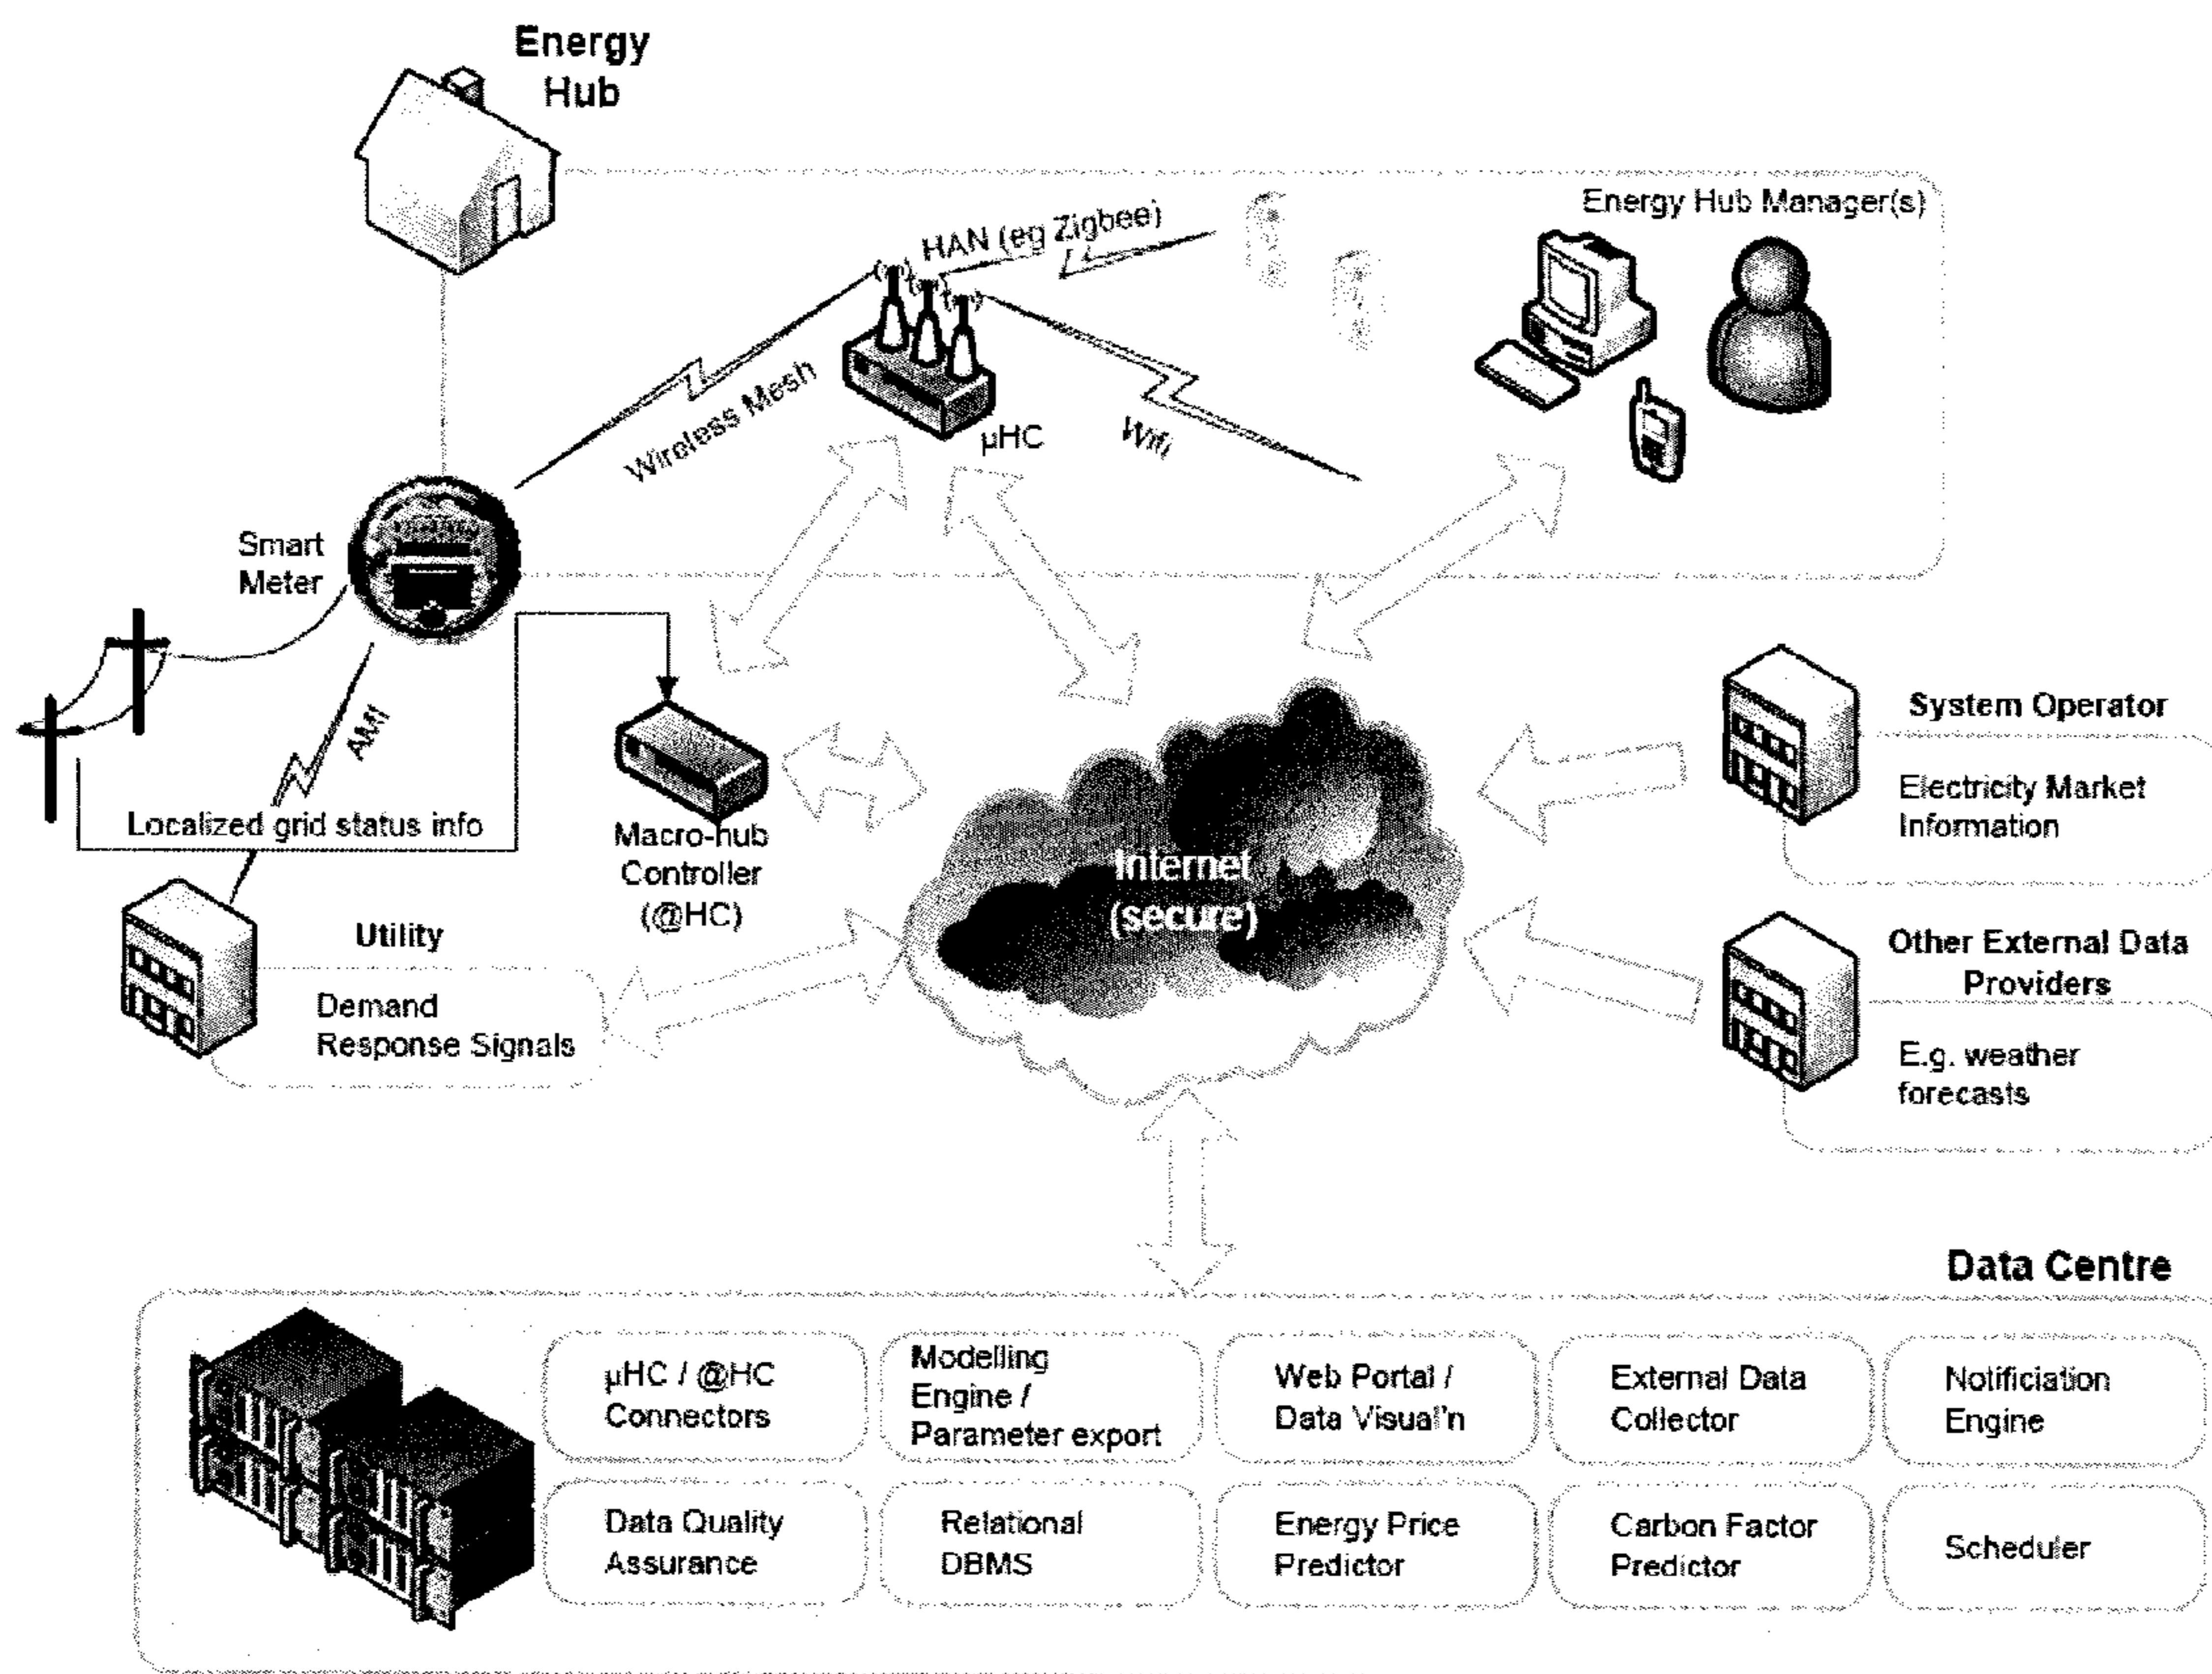 Energy
Hub
Energy Hub Manager(s)
HAN (eg Zigbee)
Wireless Mesh
µHC
Wifi
Smart
Meter
AMI
Localized grid status info
Macro-hub
Controller
(@HC)
Internet
(secure)
System Operator
Electricity Market
Information
Utility
Demand
Response Signals
Other External Data
Providers
E.g. weather
forecasts
Data Centre
µHC / @HC
Connectors
Modelling
Engine /
Parameter export
Web Portal /
Data Visual'n
External Data
Collector
Notificiation
Engine
Data Quality
Assurance
Relational
DBMS
Energy Price
Predictor
Carbon Factor
Predictor
Scheduler